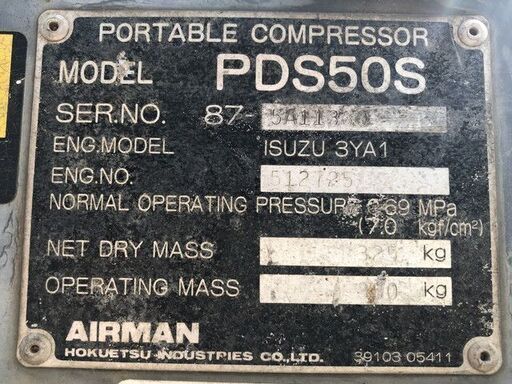 PORTABLE COMPRESSOR
MODEL PDS50S
SER.NO. 87-
ENG.MODEL ISUZU 3YA1
ENG.NO.
NORMAL OPERATING PRESSURE 0.69 MPa
(7.0 kgf/cm²)
NET DRY MASS kg
OPERATING MASS kg
AIRMAN
HOKUETSU INDUSTRIES CO.,LTD. 39103 05411